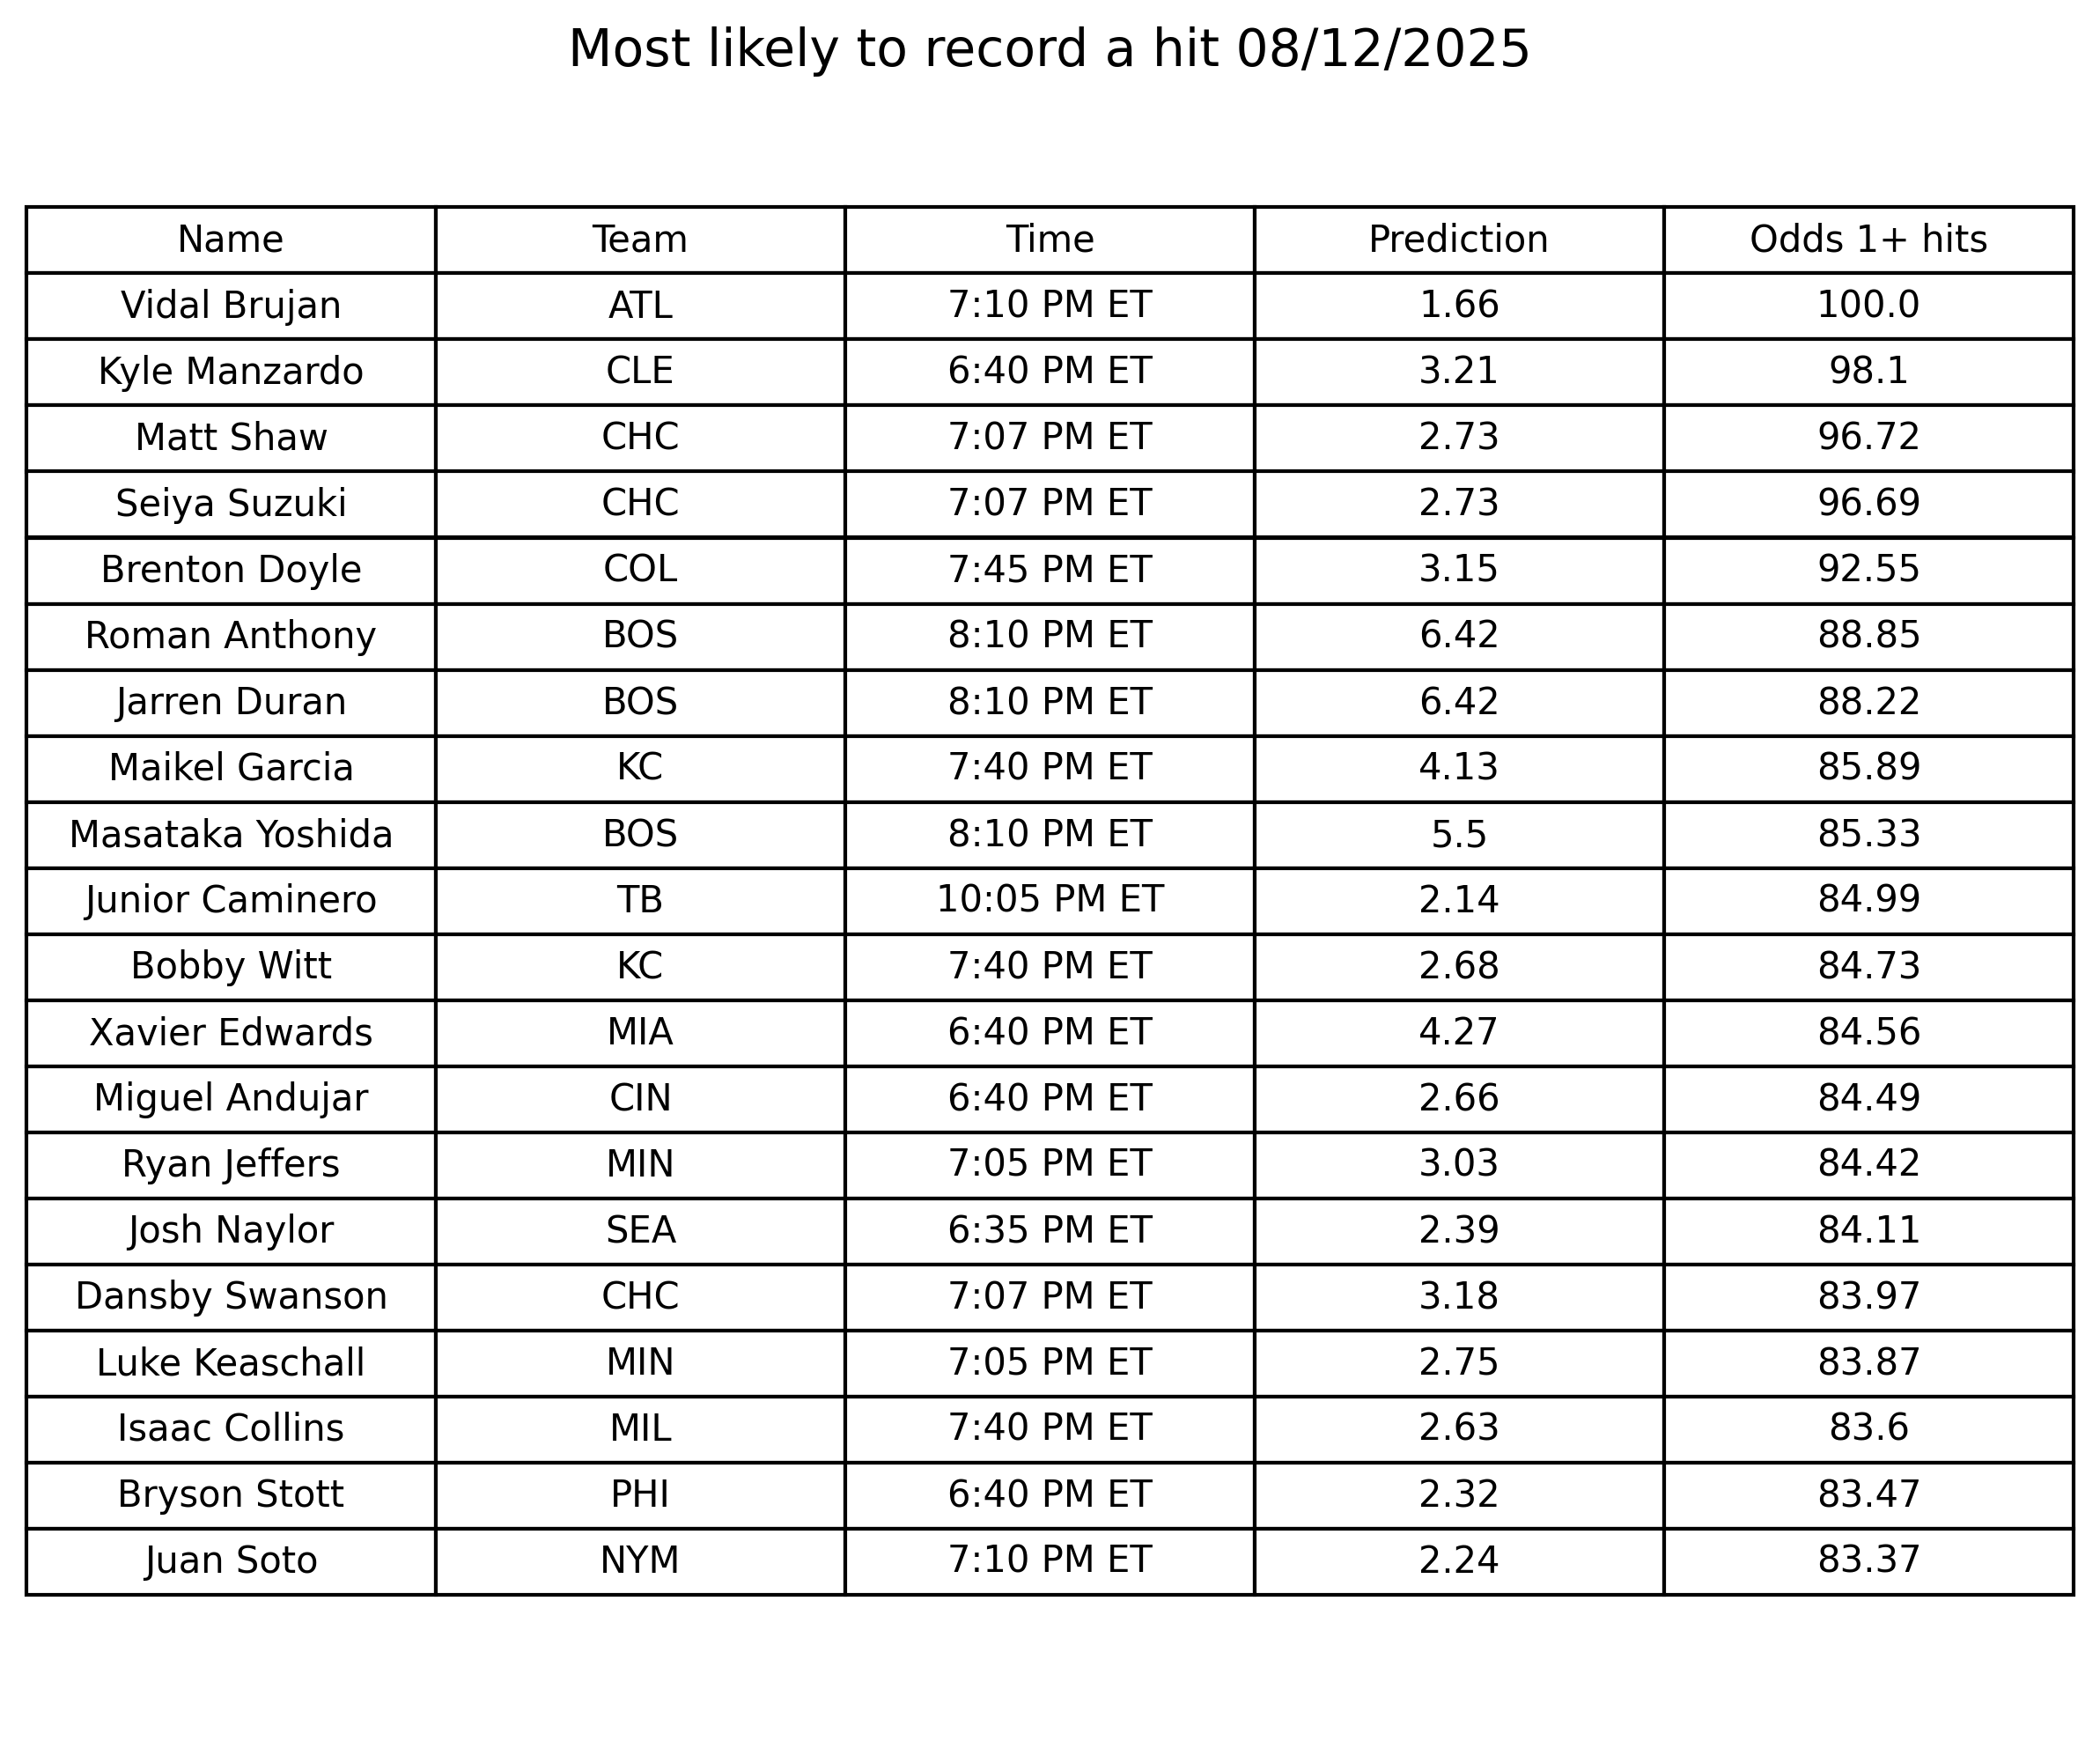 Most likely to record a hit 08/12/2025
Name Team Time Prediction Odds 1+ hits
Vidal Brujan ATL 7:10 PM ET 1.66 100.0
Kyle Manzardo CLE 6:40 PM ET 3.21 98.1
Matt Shaw CHC 7:07 PM ET 2.73 96.72
Seiya Suzuki CHC 7:07 PM ET 2.73 96.69
Brenton Doyle COL 7:45 PM ET 3.15 92.55
Roman Anthony BOS 8:10 PM ET 6.42 88.85
Jarren Duran BOS 8:10 PM ET 6.42 88.22
Maikel Garcia KC 7:40 PM ET 4.13 85.89
Masataka Yoshida BOS 8:10 PM ET 5.5 85.33
Junior Caminero TB 10:05 PM ET 2.14 84.99
Bobby Witt KC 7:40 PM ET 2.68 84.73
Xavier Edwards MIA 6:40 PM ET 4.27 84.56
Miguel Andujar CIN 6:40 PM ET 2.66 84.49
Ryan Jeffers MIN 7:05 PM ET 3.03 84.42
Josh Naylor SEA 6:35 PM ET 2.39 84.11
Dansby Swanson CHC 7:07 PM ET 3.18 83.97
Luke Keaschall MIN 7:05 PM ET 2.75 83.87
Isaac Collins MIL 7:40 PM ET 2.63 83.6
Bryson Stott PHI 6:40 PM ET 2.32 83.47
Juan Soto NYM 7:10 PM ET 2.24 83.37